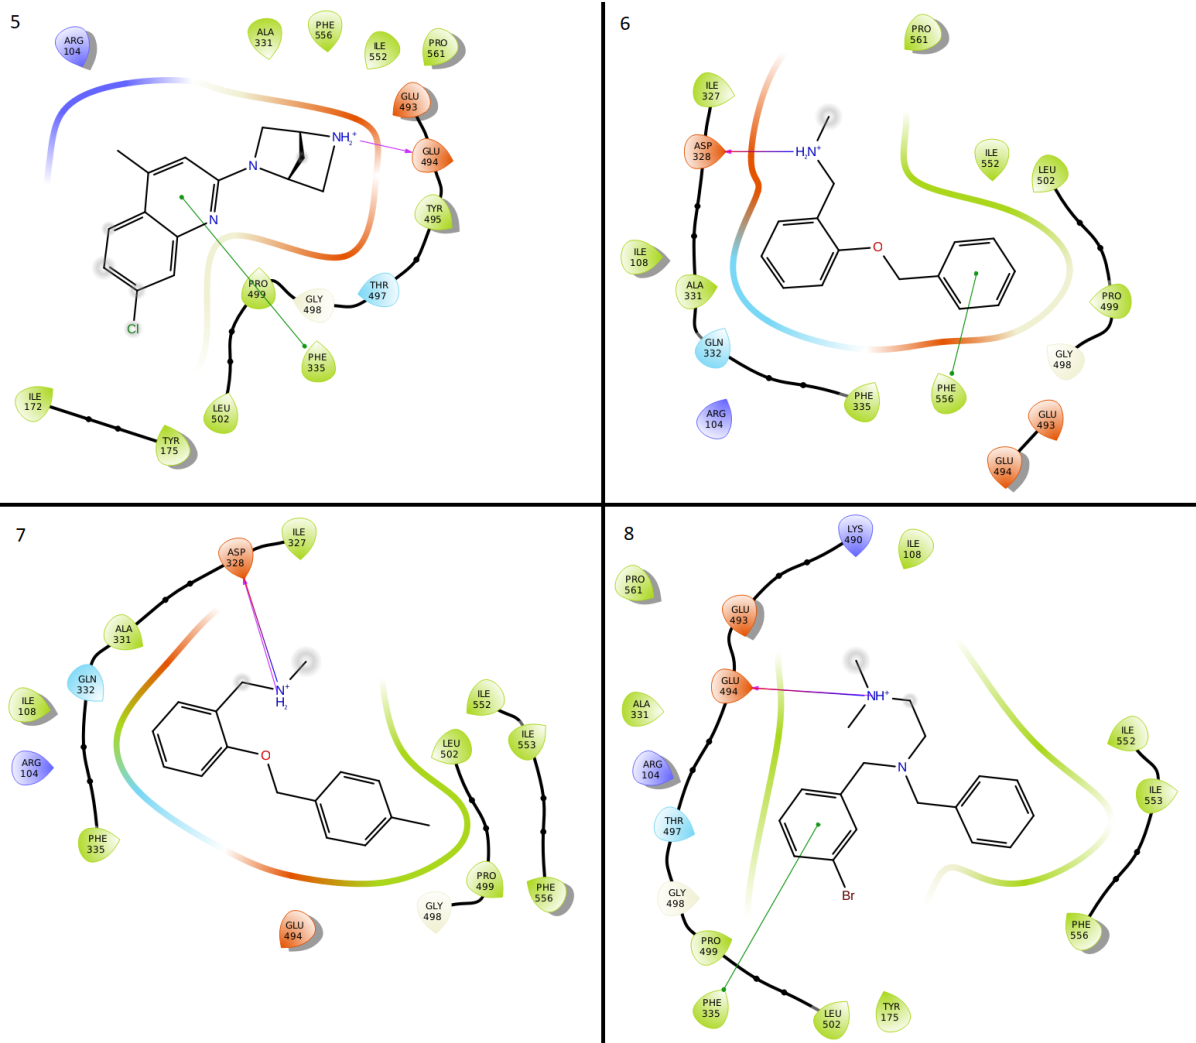 5
ARG
104
ALA
331
PHE
556
ILE
552
PRO
561
GLU
493
GLU
494
TYR
495
THR
497
GLY
498
PRO
499
PHE
335
LEU
502
ILE
172
TYR
175
NH₂⁺
N
N
Cl
6
PRO
561
ILE
327
ASP
328
H₂N⁺
ILE
552
LEU
502
ILE
108
ALA
331
O
PRO
499
GLN
332
GLY
498
PHE
335
PHE
556
ARG
104
GLU
493
GLU
494
7
ILE
327
ASP
328
ALA
331
GLN
332
ILE
108
ARG
104
PHE
335
N⁺
H₂
O
ILE
552
ILE
553
LEU
502
PRO
499
PHE
556
GLY
498
GLU
494
8
LYS
490
ILE
108
PRO
561
GLU
493
GLU
494
NH⁺
ALA
331
ARG
104
THR
497
N
ILE
552
ILE
553
GLY
498
Br
PRO
499
PHE
556
PHE
335
LEU
502
TYR
175